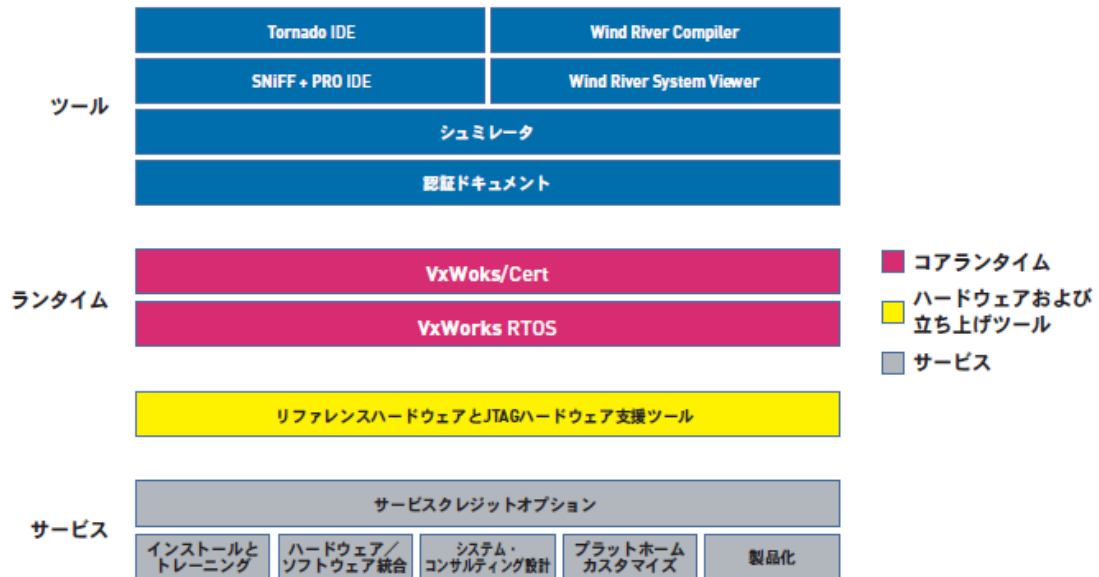 ツール
Tornado IDE
Wind River Compiler
SNiFF + PRO IDE
Wind River System Viewer
シュミレータ
認証ドキュメント
ランタイム
VxWoks/Cert
VxWorks RTOS
コアランタイム
ハードウェアおよび
立ち上げツール
サービス
リファレンスハードウェアとJTAGハードウェア支援ツール
サービス
サービスクレジットオプション
インストールと
トレーニング
ハードウェア／
ソフトウェア統合
システム・
コンサルティング設計
プラットホーム
カスタマイズ
製品化